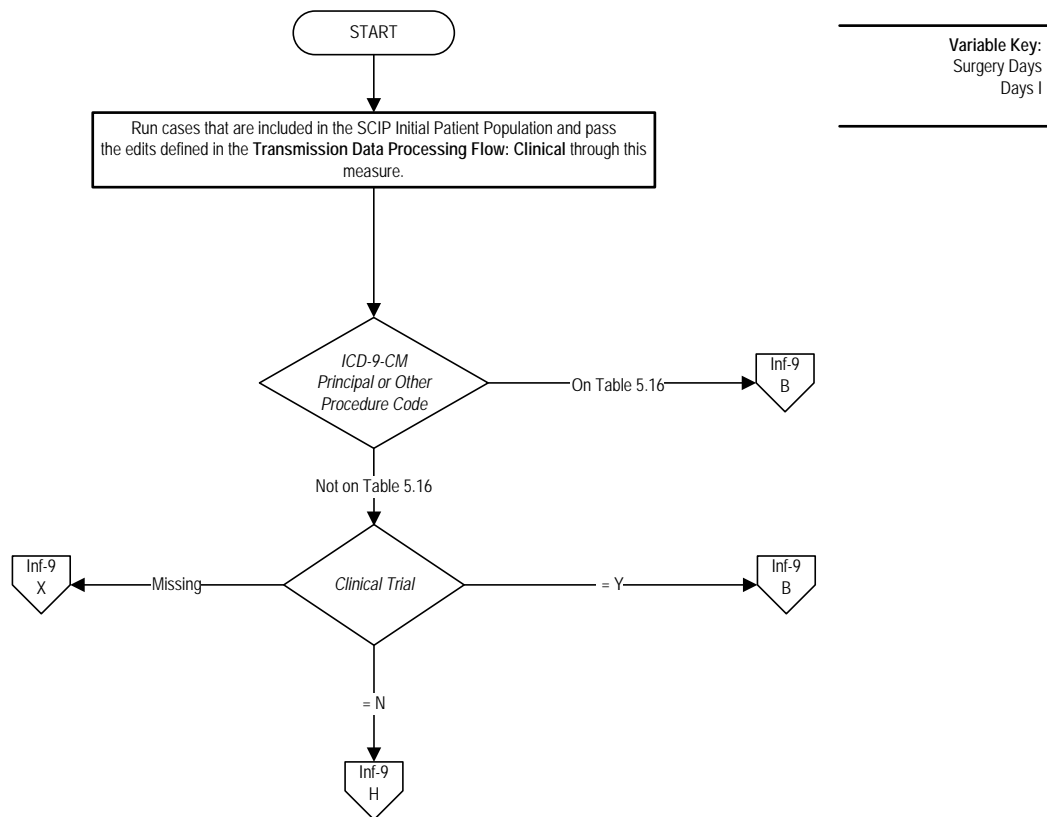 START
Variable Key:
Surgery Days
Days I
Run cases that are included in the SCIP Initial Patient Population and pass
the edits defined in the Transmission Data Processing Flow: Clinical through this
measure.
ICD-9-CM
Principal or Other
Procedure Code
On Table 5.16
Inf-9
B
Not on Table 5.16
Inf-9
X
Missing
Clinical Trial
= Y
Inf-9
B
= N
Inf-9
H